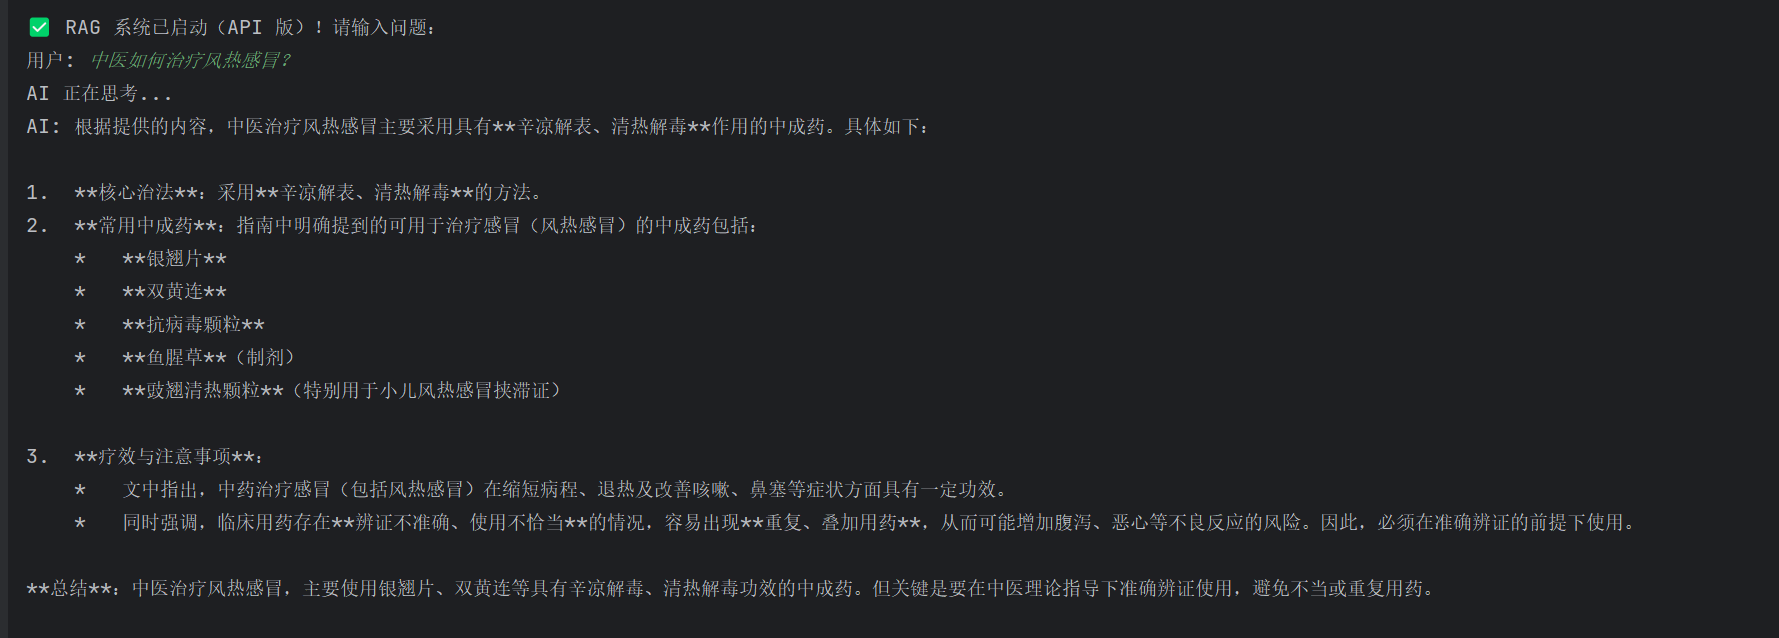 ✅ RAG 系统已启动（API 版）！请输入问题：
用户： 中医如何治疗风热感冒？
AI 正在思考...
AI: 根据提供的内容，中医治疗风热感冒主要采用具有**辛凉解表、清热解毒**作用的中成药。具体如下：
1. **核心治法**：采用**辛凉解表、清热解毒**的方法。
2. **常用中成药**：指南中明确提到的可用于治疗感冒（风热感冒）的中成药包括：
* **银翘片**
* **双黄连**
* **抗病毒颗粒**
* **鱼腥草**（制剂）
* **豉翘清热颗粒**（特别用于小儿风热感冒挟滞证）
3. **疗效与注意事项**：
* 文中指出，中药治疗感冒（包括风热感冒）在缩短病程、退热及改善咳嗽、鼻塞等症状方面具有一定功效。
* 同时强调，临床用药存在**辨证不准确、使用不恰当**的情况，容易出现**重复、叠加用药**，从而可能增加腹泻、恶心等不良反应的风险。因此，必须在准确辨证的前提下使用。
**总结**：中医治疗风热感冒，主要使用银翘片、双黄连等具有辛凉解毒、清热解毒功效的中成药。但关键是要在中医理论指导下准确辨证使用，避免不当或重复用药。